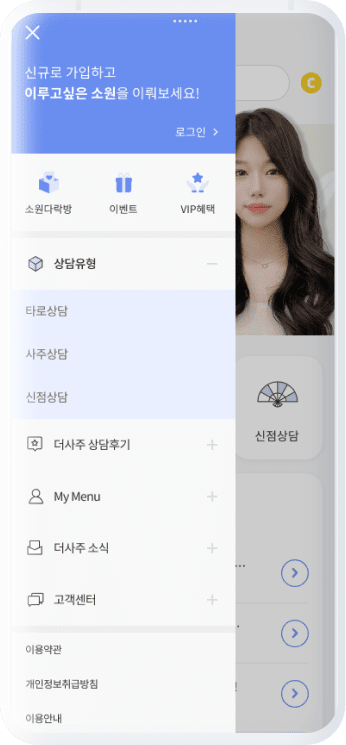 신규로 가입하고
이루고싶은 소원을 이뤄보세요!
로그인
소원다락방 이벤트 VIP혜택
상담유형
타로상담
사주상담
신점상담
더사주 상담후기
My Menu
더사주 소식
고객센터
이용약관
개인정보취급방침
이용안내
C
신점상담
...